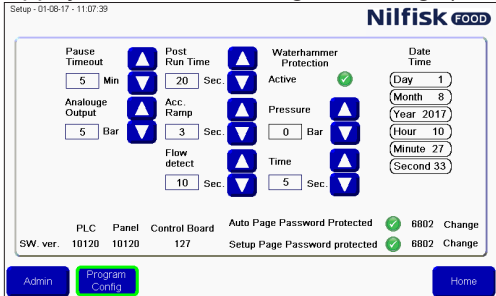 Setup - 01-08-17 - 11:07:39
Nilfisk FOOD
Pause Timeout
5 Min
Analouge Output
5 Bar
Post Run Time
20 Sec.
Acc. Ramp
3 Sec.
Flow detect
10 Sec.
Waterhammer Protection
Active
Pressure
0 Bar
Time
5 Sec.
Date Time
Day 1
Month 8
Year 2017
Hour 10
Minute 27
Second 33
PLC Panel Control Board
SW. ver. 10120 10120 127
Auto Page Password Protected 6802 Change
Setup Page Password protected 6802 Change
Admin
Program Config
Home